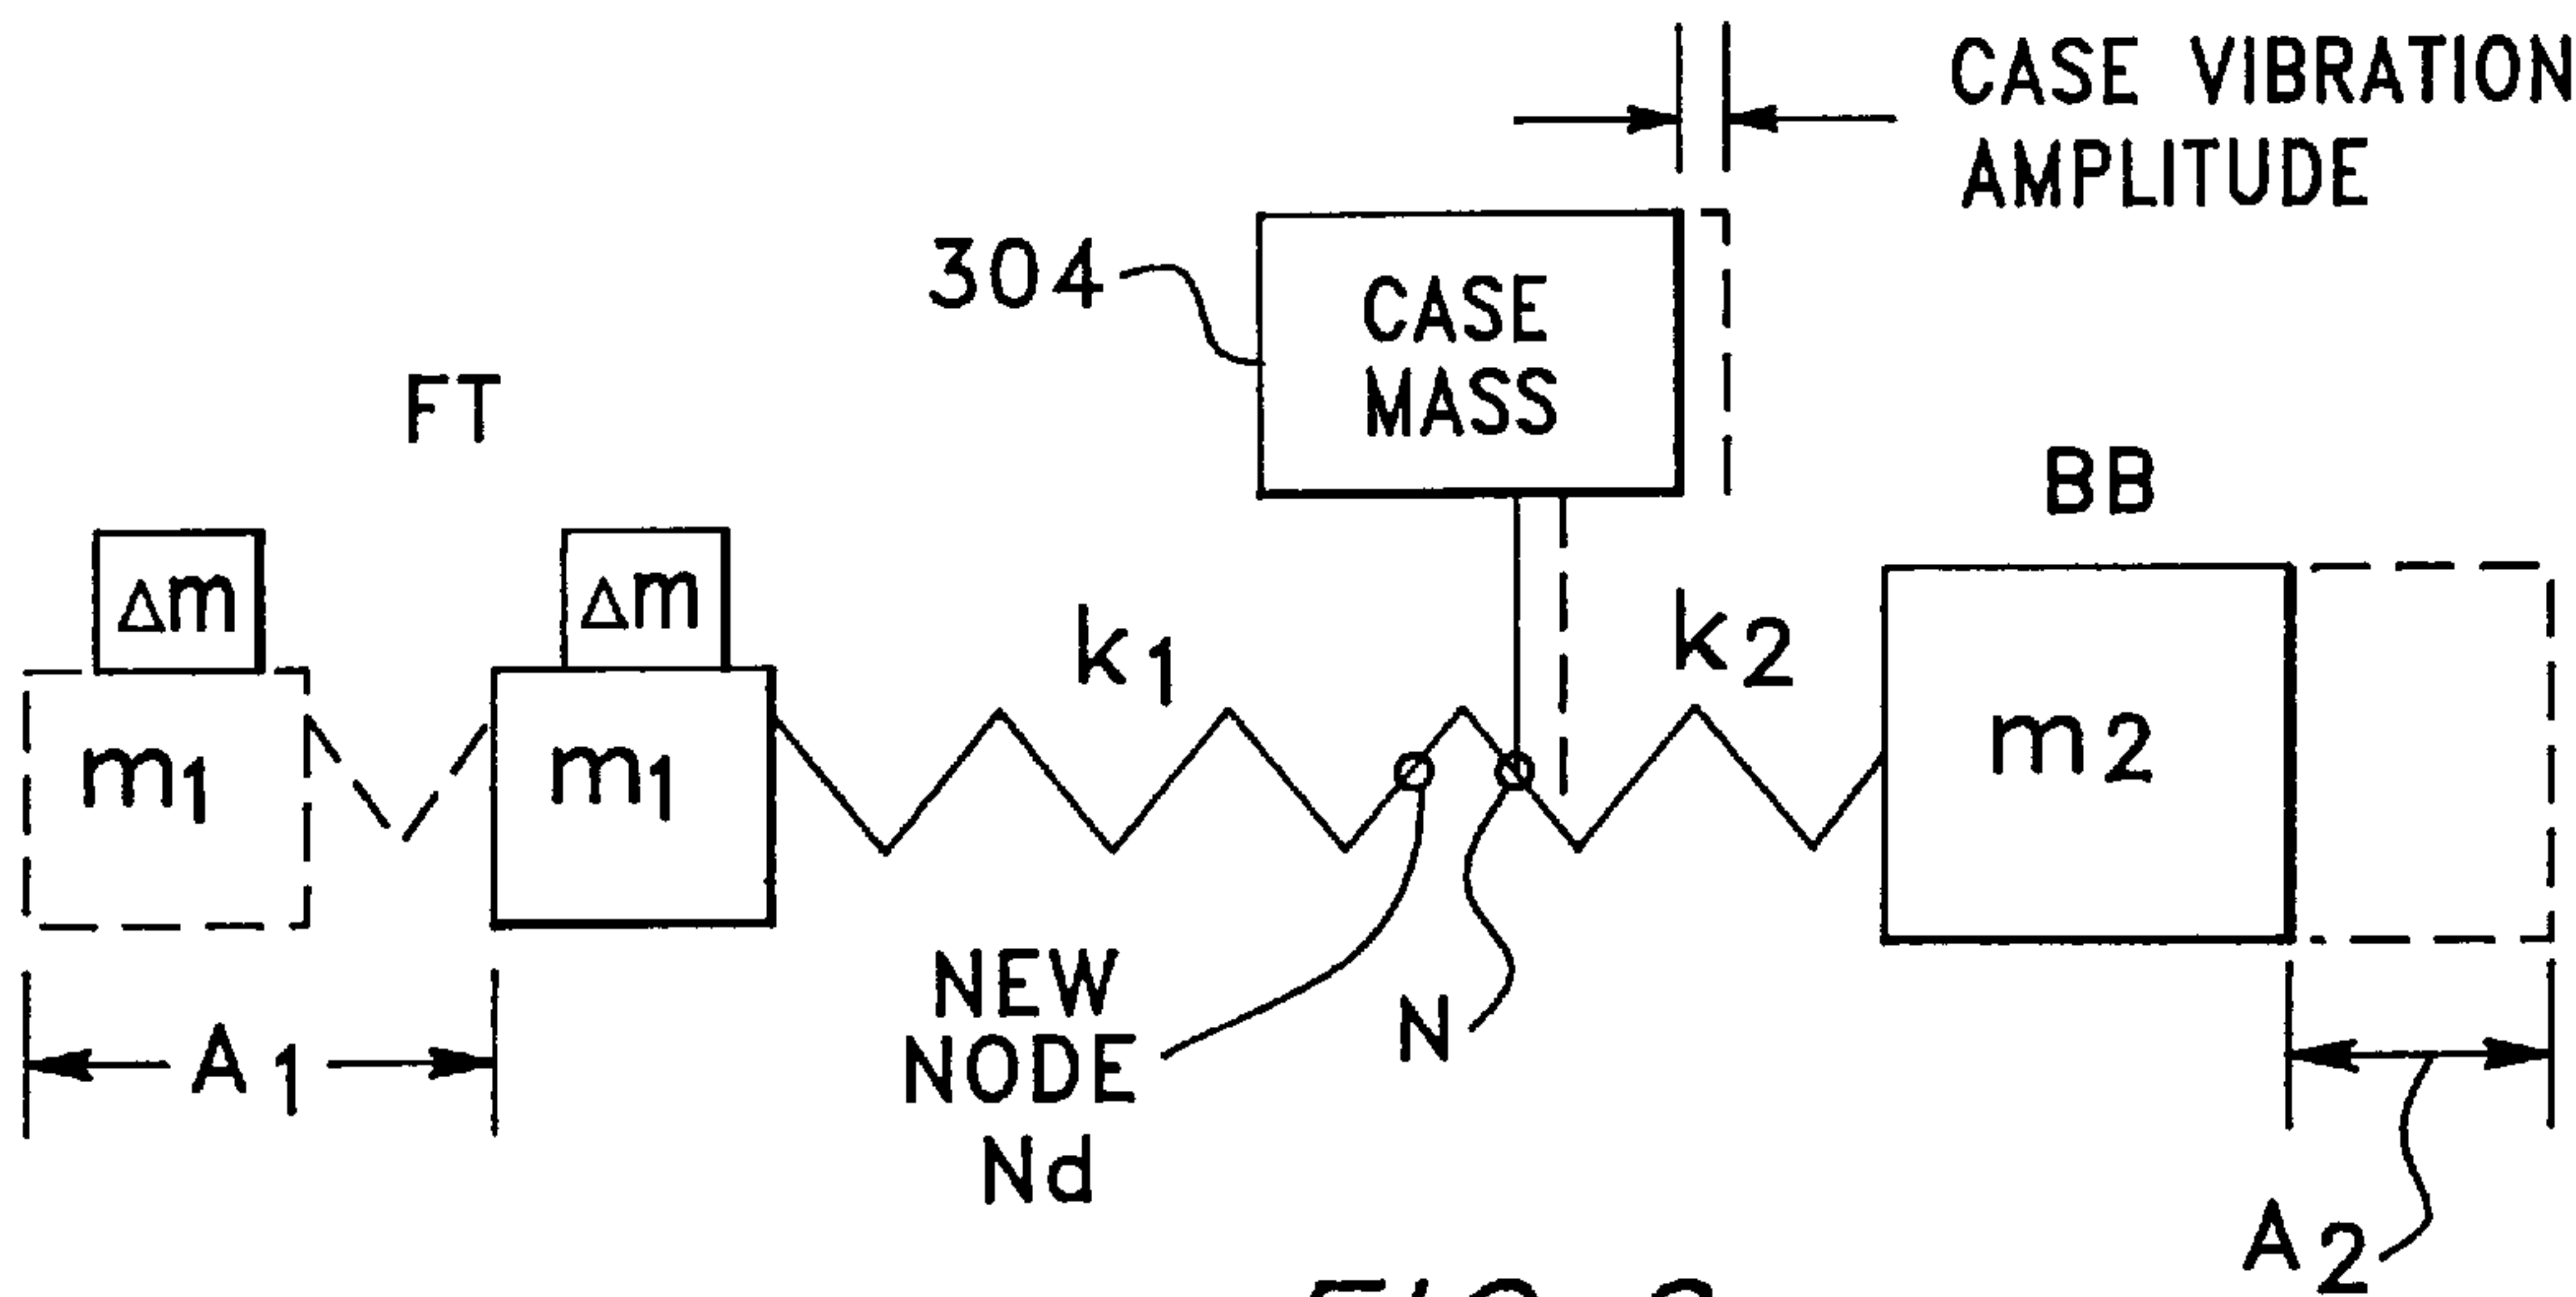 CASE VIBRATION
AMPLITUDE
304
CASE
MASS
FT
BB
Δm
Δm
k1
k2
m1
m1
m2
NEW
NODE
Nd
N
A1
A2